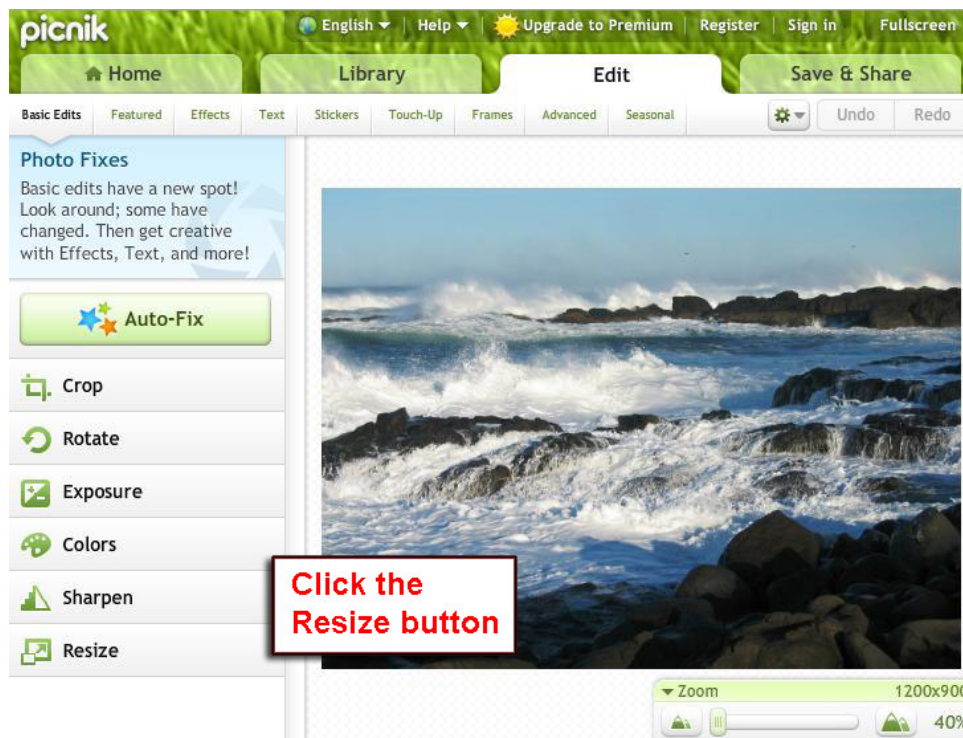 picnik
English Help Upgrade to Premium Register Sign in Fullscreen
Home Library Edit Save & Share
Basic Edits Featured Effects Text Stickers Touch-Up Frames Advanced Seasonal Undo Redo
Photo Fixes
Basic edits have a new spot!
Look around; some have
changed. Then get creative
with Effects, Text, and more!
Auto-Fix
Crop
Rotate
Exposure
Colors
Sharpen
Resize
Click the
Resize button
Zoom 1200x900
40%